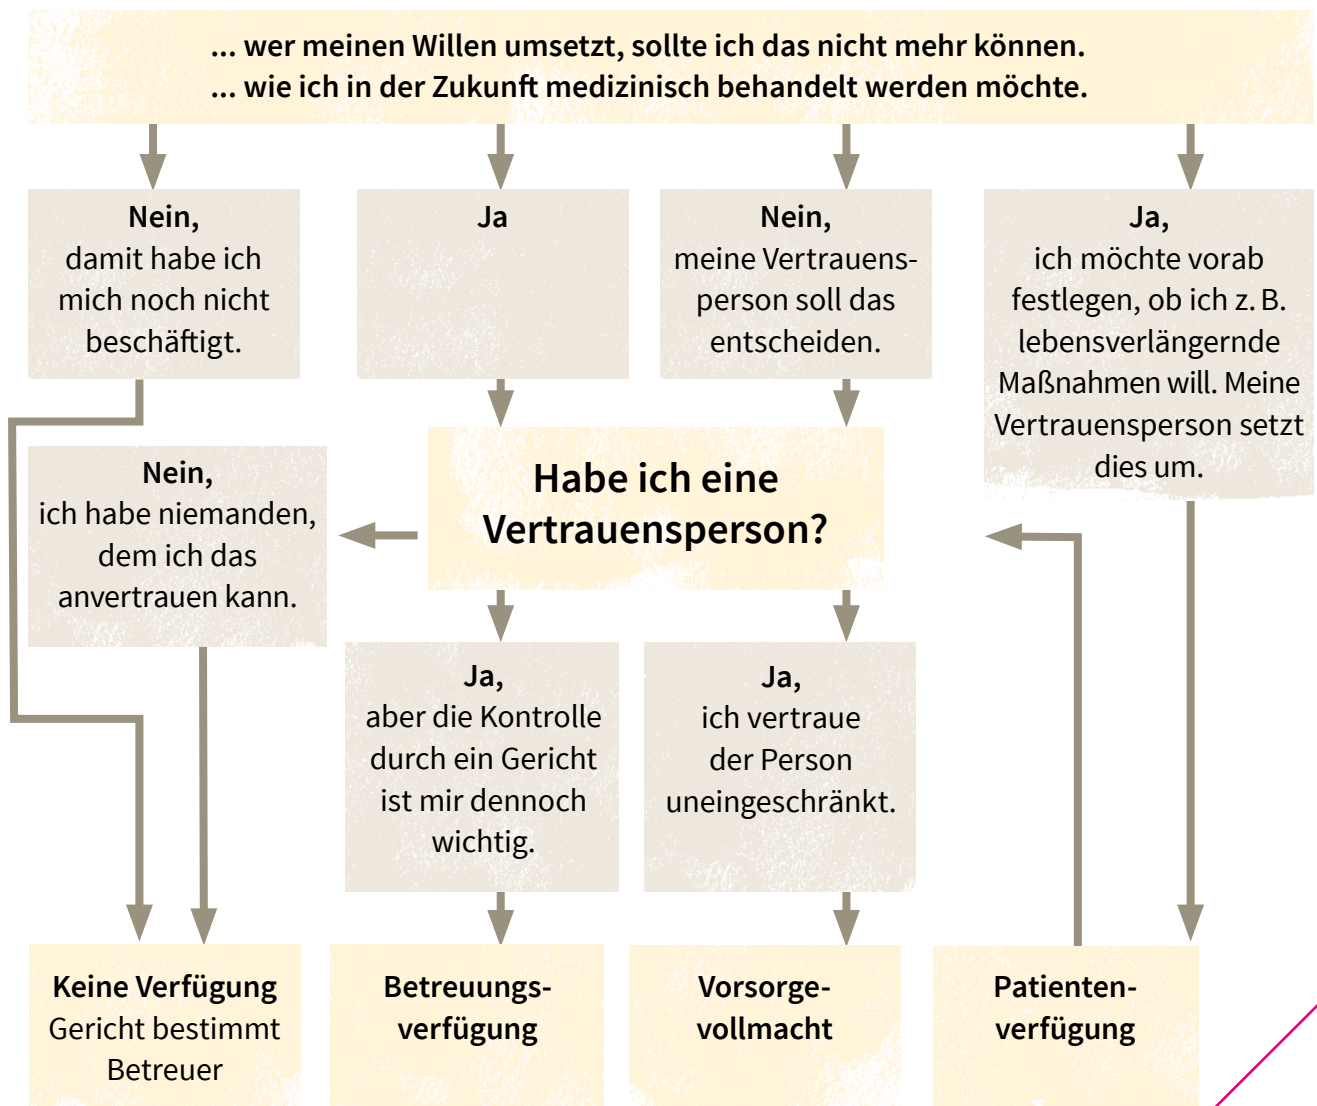 ... wer meinen Willen umsetzt, sollte ich das nicht mehr können.
... wie ich in der Zukunft medizinisch behandelt werden möchte.
Nein,
damit habe ich
mich noch nicht
beschäftigt.
Ja
Nein,
meine Vertrauens-
person soll das
entscheiden.
Ja,
ich möchte vorab
festlegen, ob ich z. B.
lebensverlängernde
Maßnahmen will. Meine
Vertrauensperson setzt
dies um.
Nein,
ich habe niemanden,
dem ich das
anvertrauen kann.
Habe ich eine
Vertrauensperson?
Ja,
aber die Kontrolle
durch ein Gericht
ist mir dennoch
wichtig.
Ja,
ich vertraue
der Person
uneingeschränkt.
Keine Verfügung
Gericht bestimmt
Betreuer
Betreuungs-
verfügung
Vorsorge-
vollmacht
Patienten-
verfügung